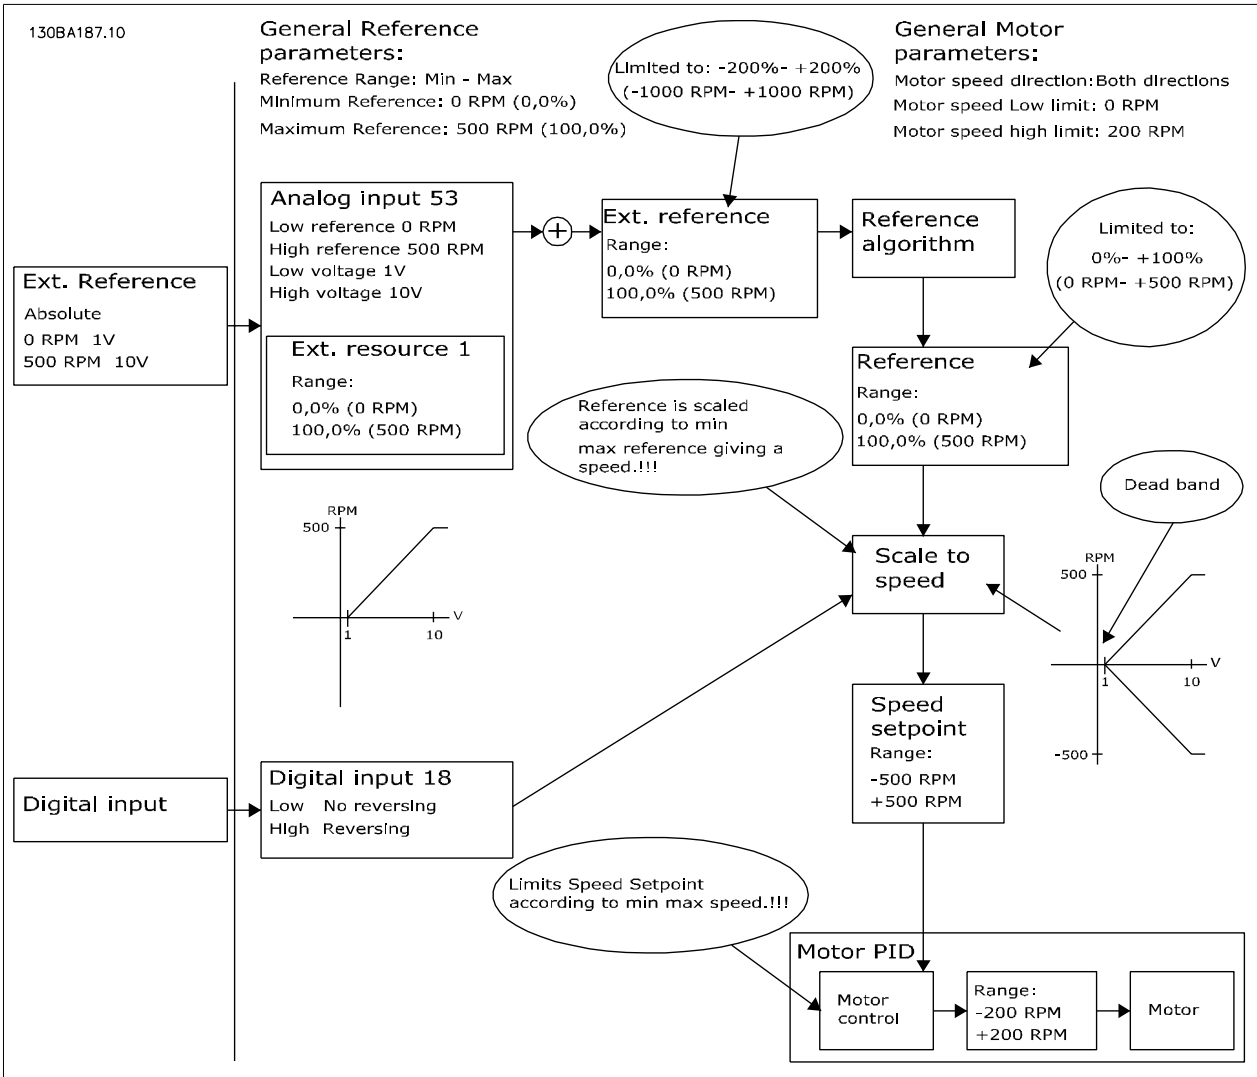 130BA187.10
General Reference
parameters:
Reference Range: Min - Max
Minimum Reference: 0 RPM (0,0%)
Maximum Reference: 500 RPM (100,0%)
Limited to: -200%- +200%
(-1000 RPM- +1000 RPM)
General Motor
parameters:
Motor speed direction:Both directions
Motor speed Low limit: 0 RPM
Motor speed high limit: 200 RPM
Ext. Reference
Absolute
0 RPM 1V
500 RPM 10V
Analog input 53
Low reference 0 RPM
High reference 500 RPM
Low voltage 1V
High voltage 10V
Ext. resource 1
Range:
0,0% (0 RPM)
100,0% (500 RPM)
+
Ext. reference
Range:
0,0% (0 RPM)
100,0% (500 RPM)
Reference
algorithm
Limited to:
0%- +100%
(0 RPM- +500 RPM)
Reference
Range:
0,0% (0 RPM)
100,0% (500 RPM)
Reference is scaled
according to min
max reference giving a
speed.!!!
Dead band
RPM
500
V
1
10
Scale to
speed
RPM
500
V
1
10
-500
Speed
setpoint
Range:
-500 RPM
+500 RPM
Digital input
Digital input 18
Low No reversing
High Reversing
Limits Speed Setpoint
according to min max speed.!!!
Motor PID
Motor
control
Range:
-200 RPM
+200 RPM
Motor